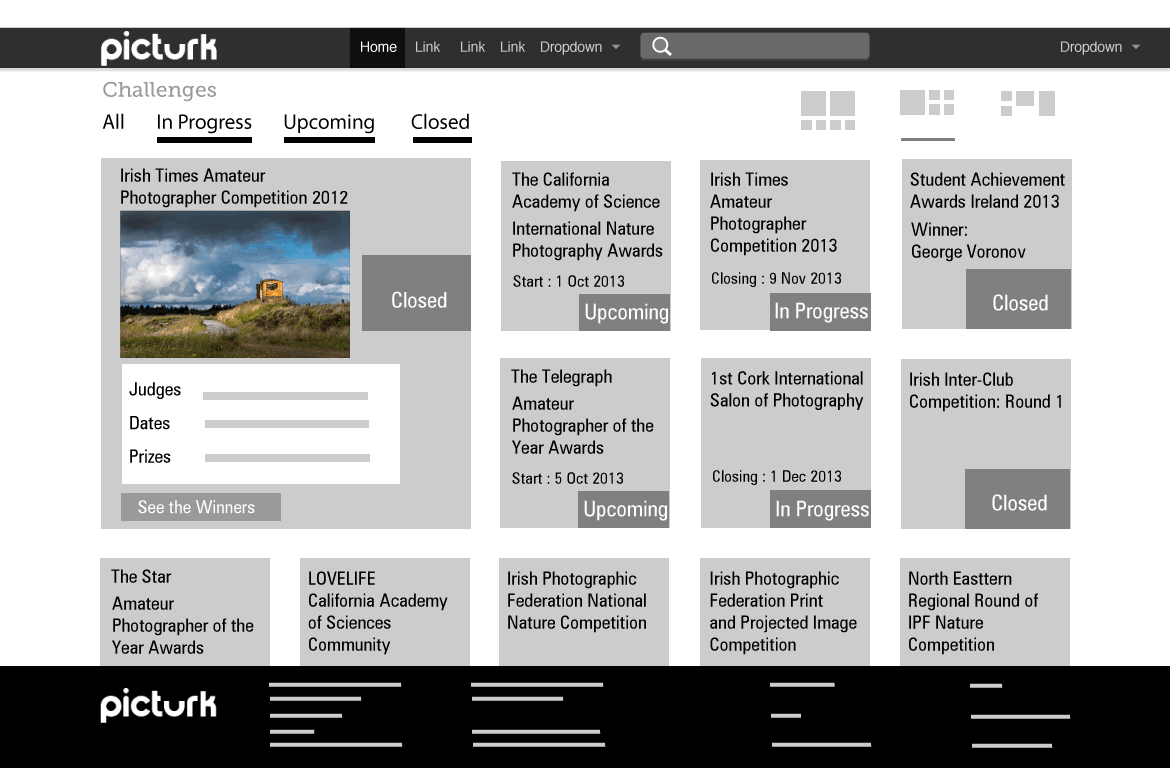 picturk
Home Link Link Link Dropdown
Dropdown
Challenges
All In Progress Upcoming Closed
Irish Times Amateur
Photographer Competition 2012
Closed
Judges
Dates
Prizes
See the Winners
The California
Academy of Science
International Nature
Photography Awards
Start : 1 Oct 2013
Upcoming
Irish Times
Amateur
Photographer
Competition 2013
Closing : 9 Nov 2013
In Progress
Student Achievement
Awards Ireland 2013
Winner:
George Voronov
Closed
The Telegraph
Amateur
Photographer of the
Year Awards
Start : 5 Oct 2013
Upcoming
1st Cork International
Salon of Photography
Closing : 1 Dec 2013
In Progress
Irish Inter-Club
Competition: Round 1
Closed
The Star
Amateur
Photographer of the
Year Awards
LOVELIFE
California Academy
of Sciences
Community
Irish Photographic
Federation National
Nature Competition
Irish Photographic
Federation Print
and Projected Image
Competition
North Easttern
Regional Round of
IPF Nature
Competition
picturk